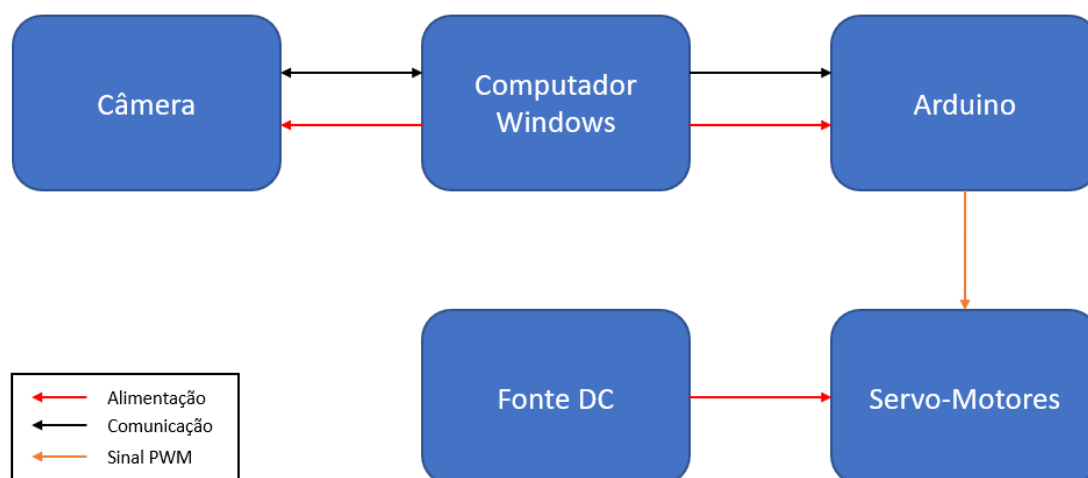 Câmera
Computador
Windows
Arduino
Fonte DC
Servo-Motores
Alimentação
Comunicação
Sinal PWM